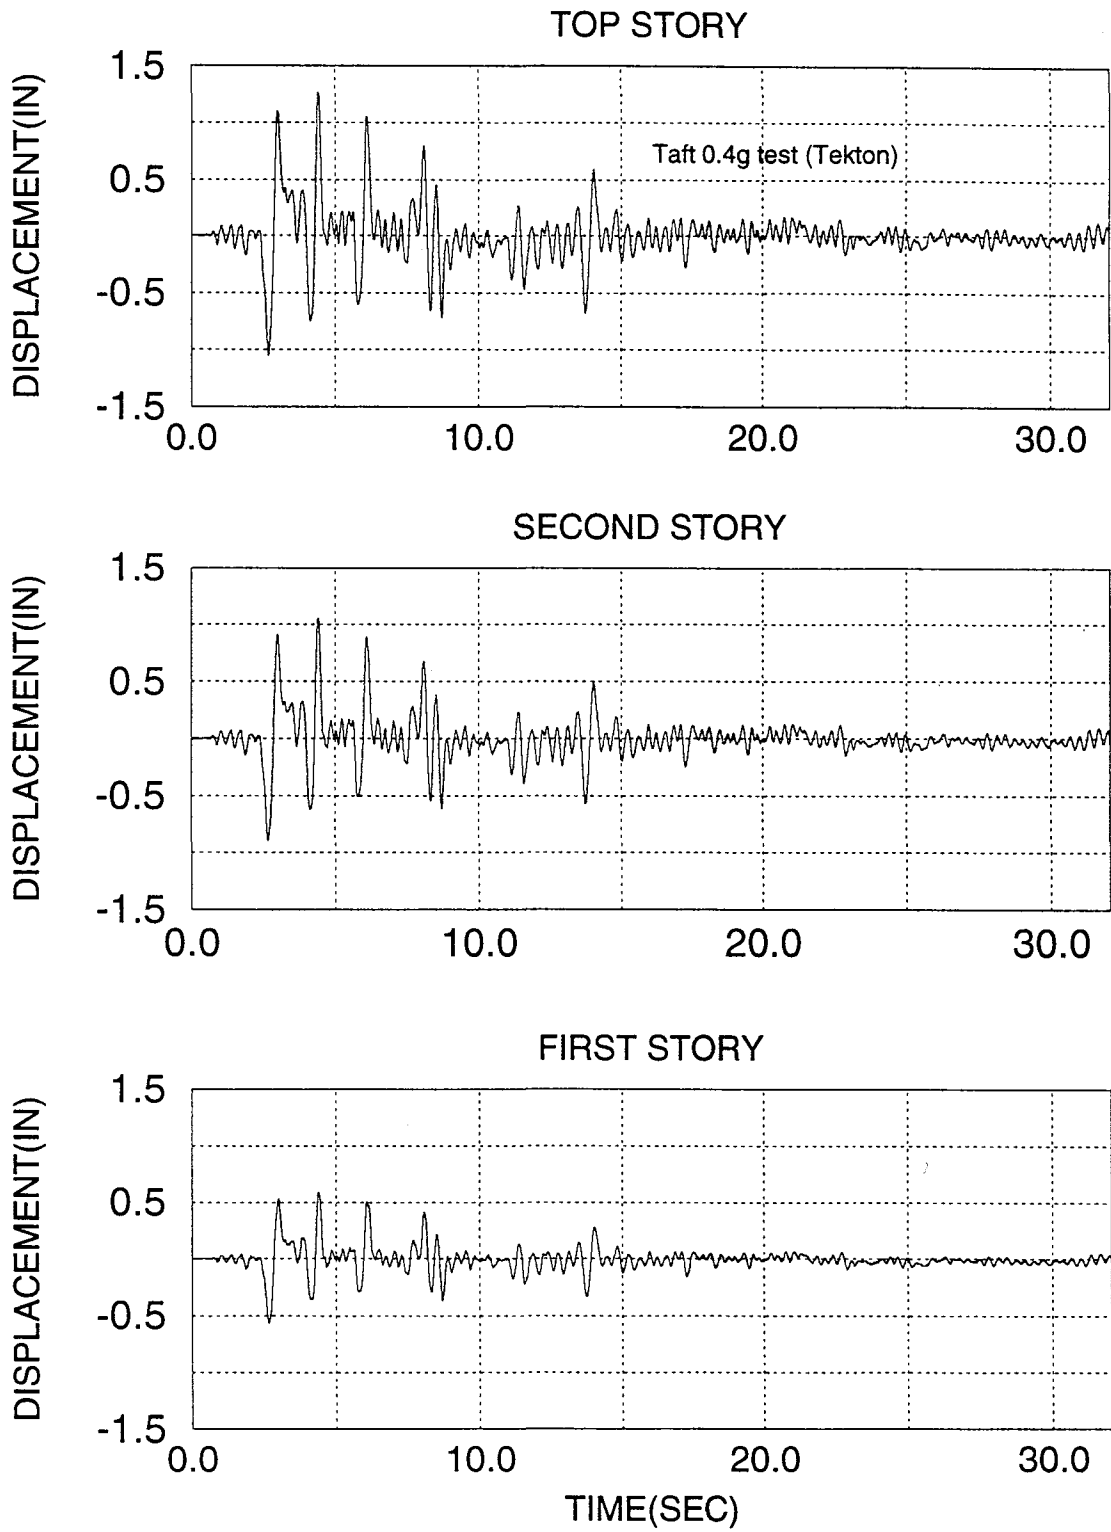 TOP STORY
DISPLACEMENT(IN)
1.5
0.5
-0.5
-1.5
Taft 0.4g test (Tekton)
0.0 10.0 20.0 30.0
SECOND STORY
DISPLACEMENT(IN)
1.5
0.5
-0.5
-1.5
0.0 10.0 20.0 30.0
FIRST STORY
DISPLACEMENT(IN)
1.5
0.5
-0.5
-1.5
0.0 10.0 20.0 30.0
TIME(SEC)